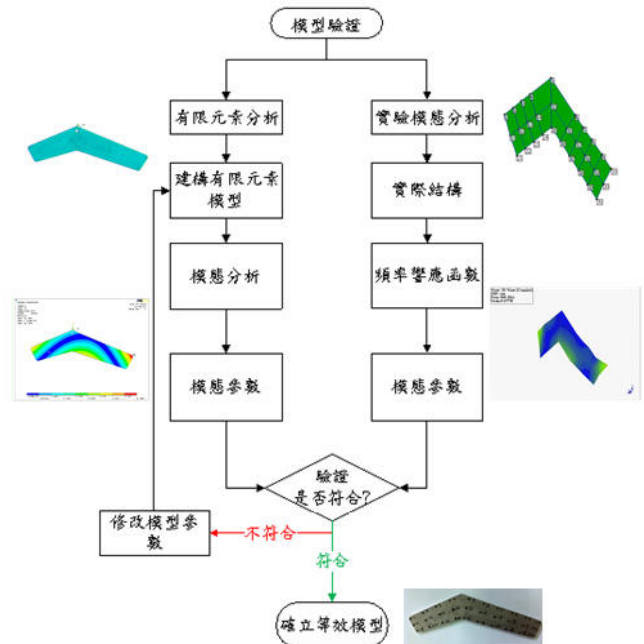 模型驗證
有限元素分析
實驗模態分析
建構有限元素
模型
實際結構
模態分析
頻率響應函數
模態參數
模態參數
驗證
是否符合?
修改模型參
數
不符合
符合
確立等效模型